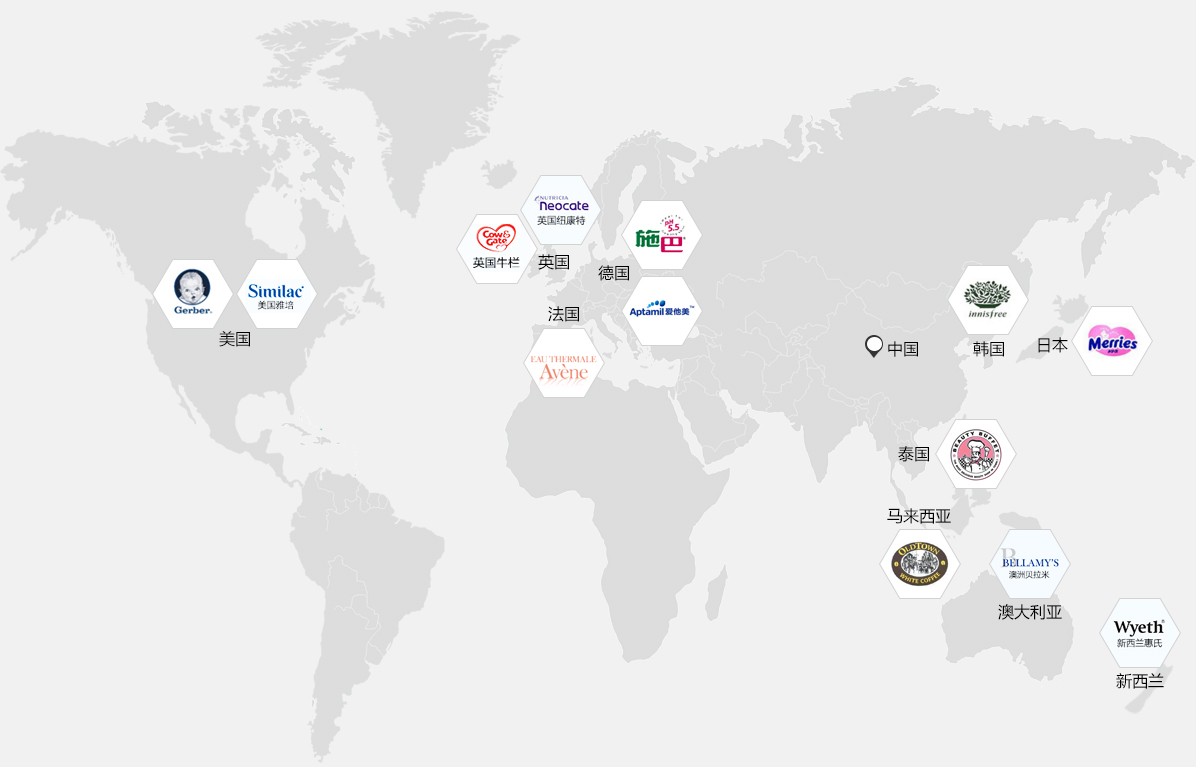 NUTRICIA
neocate
英国纽康特
Cow &
Gate
英国牛栏
英国
pH
5.5
施巴
德国
Gerber.
Similac
美国雅培
美国
法国
Aptamil 爱他美™
EAU THERMALE
Avène
innisfree
韩国
中国
日本
Merries
泰国
BEAUTY BUFFET
马来西亚
OLDTOWN
WHITE COFFEE
B
BELLAMY'S
澳洲贝拉米
澳大利亚
Wyeth®
新西兰惠氏
新西兰